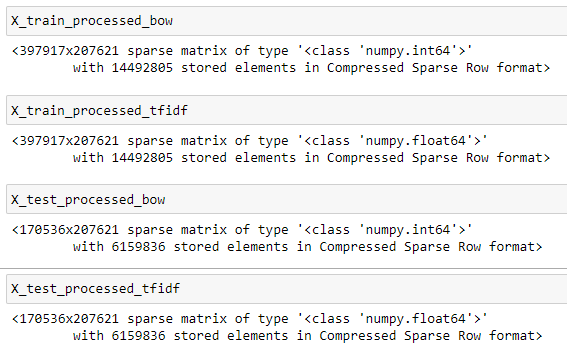 X_train_processed_bow
<397917x207621 sparse matrix of type '<class 'numpy.int64'>'
with 14492805 stored elements in Compressed Sparse Row format>
X_train_processed_tfidf
<397917x207621 sparse matrix of type '<class 'numpy.float64'>'
with 14492805 stored elements in Compressed Sparse Row format>
X_test_processed_bow
<170536x207621 sparse matrix of type '<class 'numpy.int64'>'
with 6159836 stored elements in Compressed Sparse Row format>
X_test_processed_tfidf
<170536x207621 sparse matrix of type '<class 'numpy.float64'>'
with 6159836 stored elements in Compressed Sparse Row format>